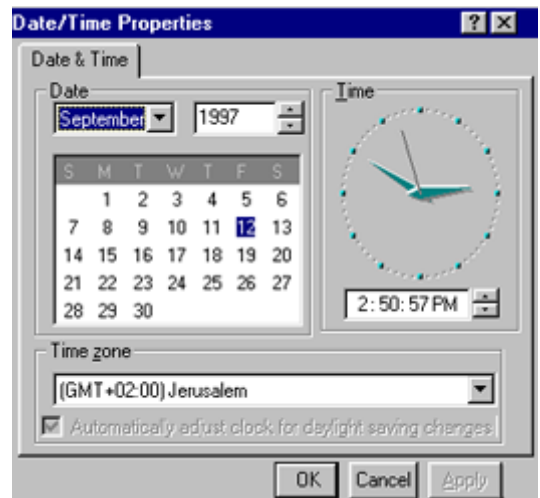 Date/Time Properties
Date & Time
Date
Time
September 1997
S M T W T F S
1 2 3 4 5 6
7 8 9 10 11 12 13
14 15 16 17 18 19 20
21 22 23 24 25 26 27
28 29 30
2:50:57 PM
Time zone
(GMT+02:00) Jerusalem
Automatically adjust clock for daylight saving changes
OK Cancel Apply